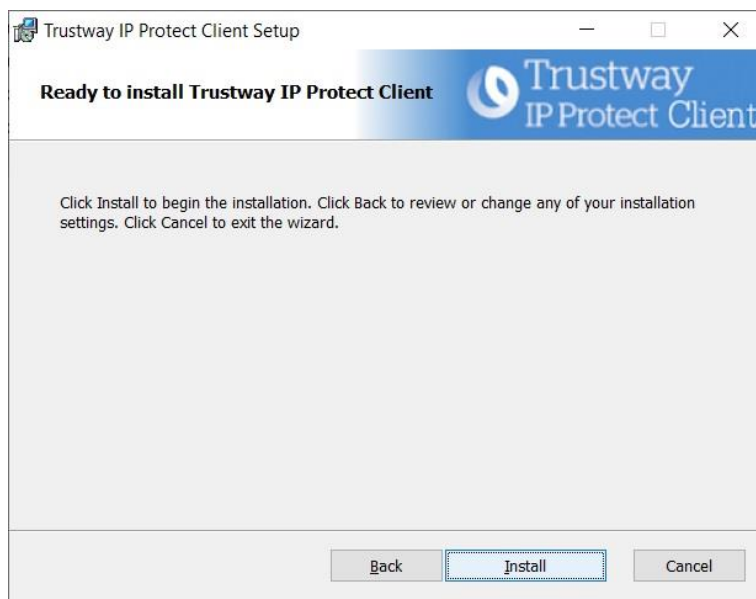 Trustway IP Protect Client Setup
Ready to install Trustway IP Protect Client
Trustway
IP Protect Client
Click Install to begin the installation. Click Back to review or change any of your installation
settings. Click Cancel to exit the wizard.
Back
Install
Cancel